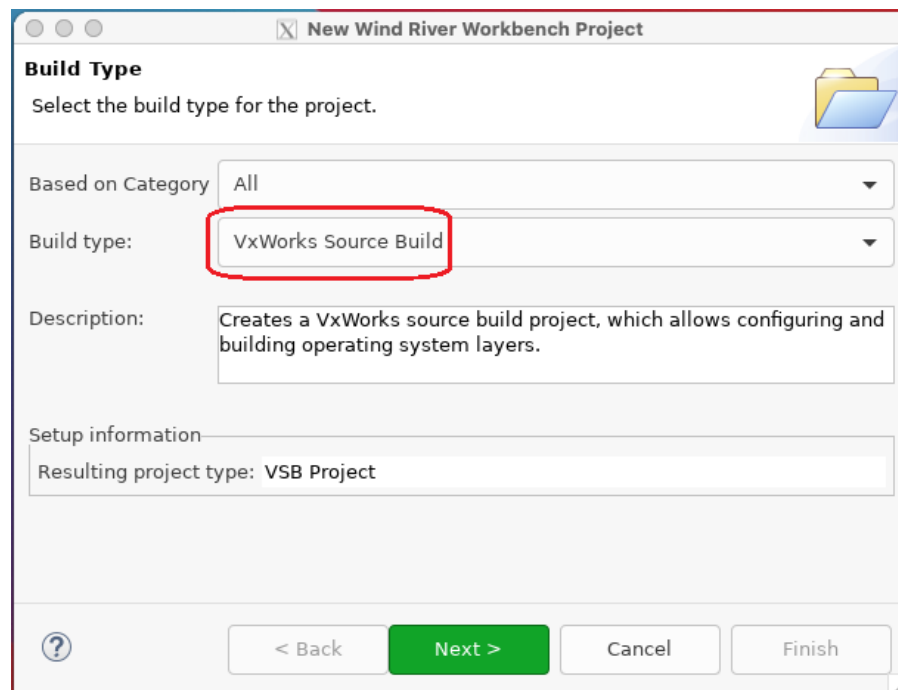 New Wind River Workbench Project
Build Type
Select the build type for the project.
Based on Category All
Build type: VxWorks Source Build
Description: Creates a VxWorks source build project, which allows configuring and
building operating system layers.
Setup information
Resulting project type: VSB Project
? < Back Next > Cancel Finish